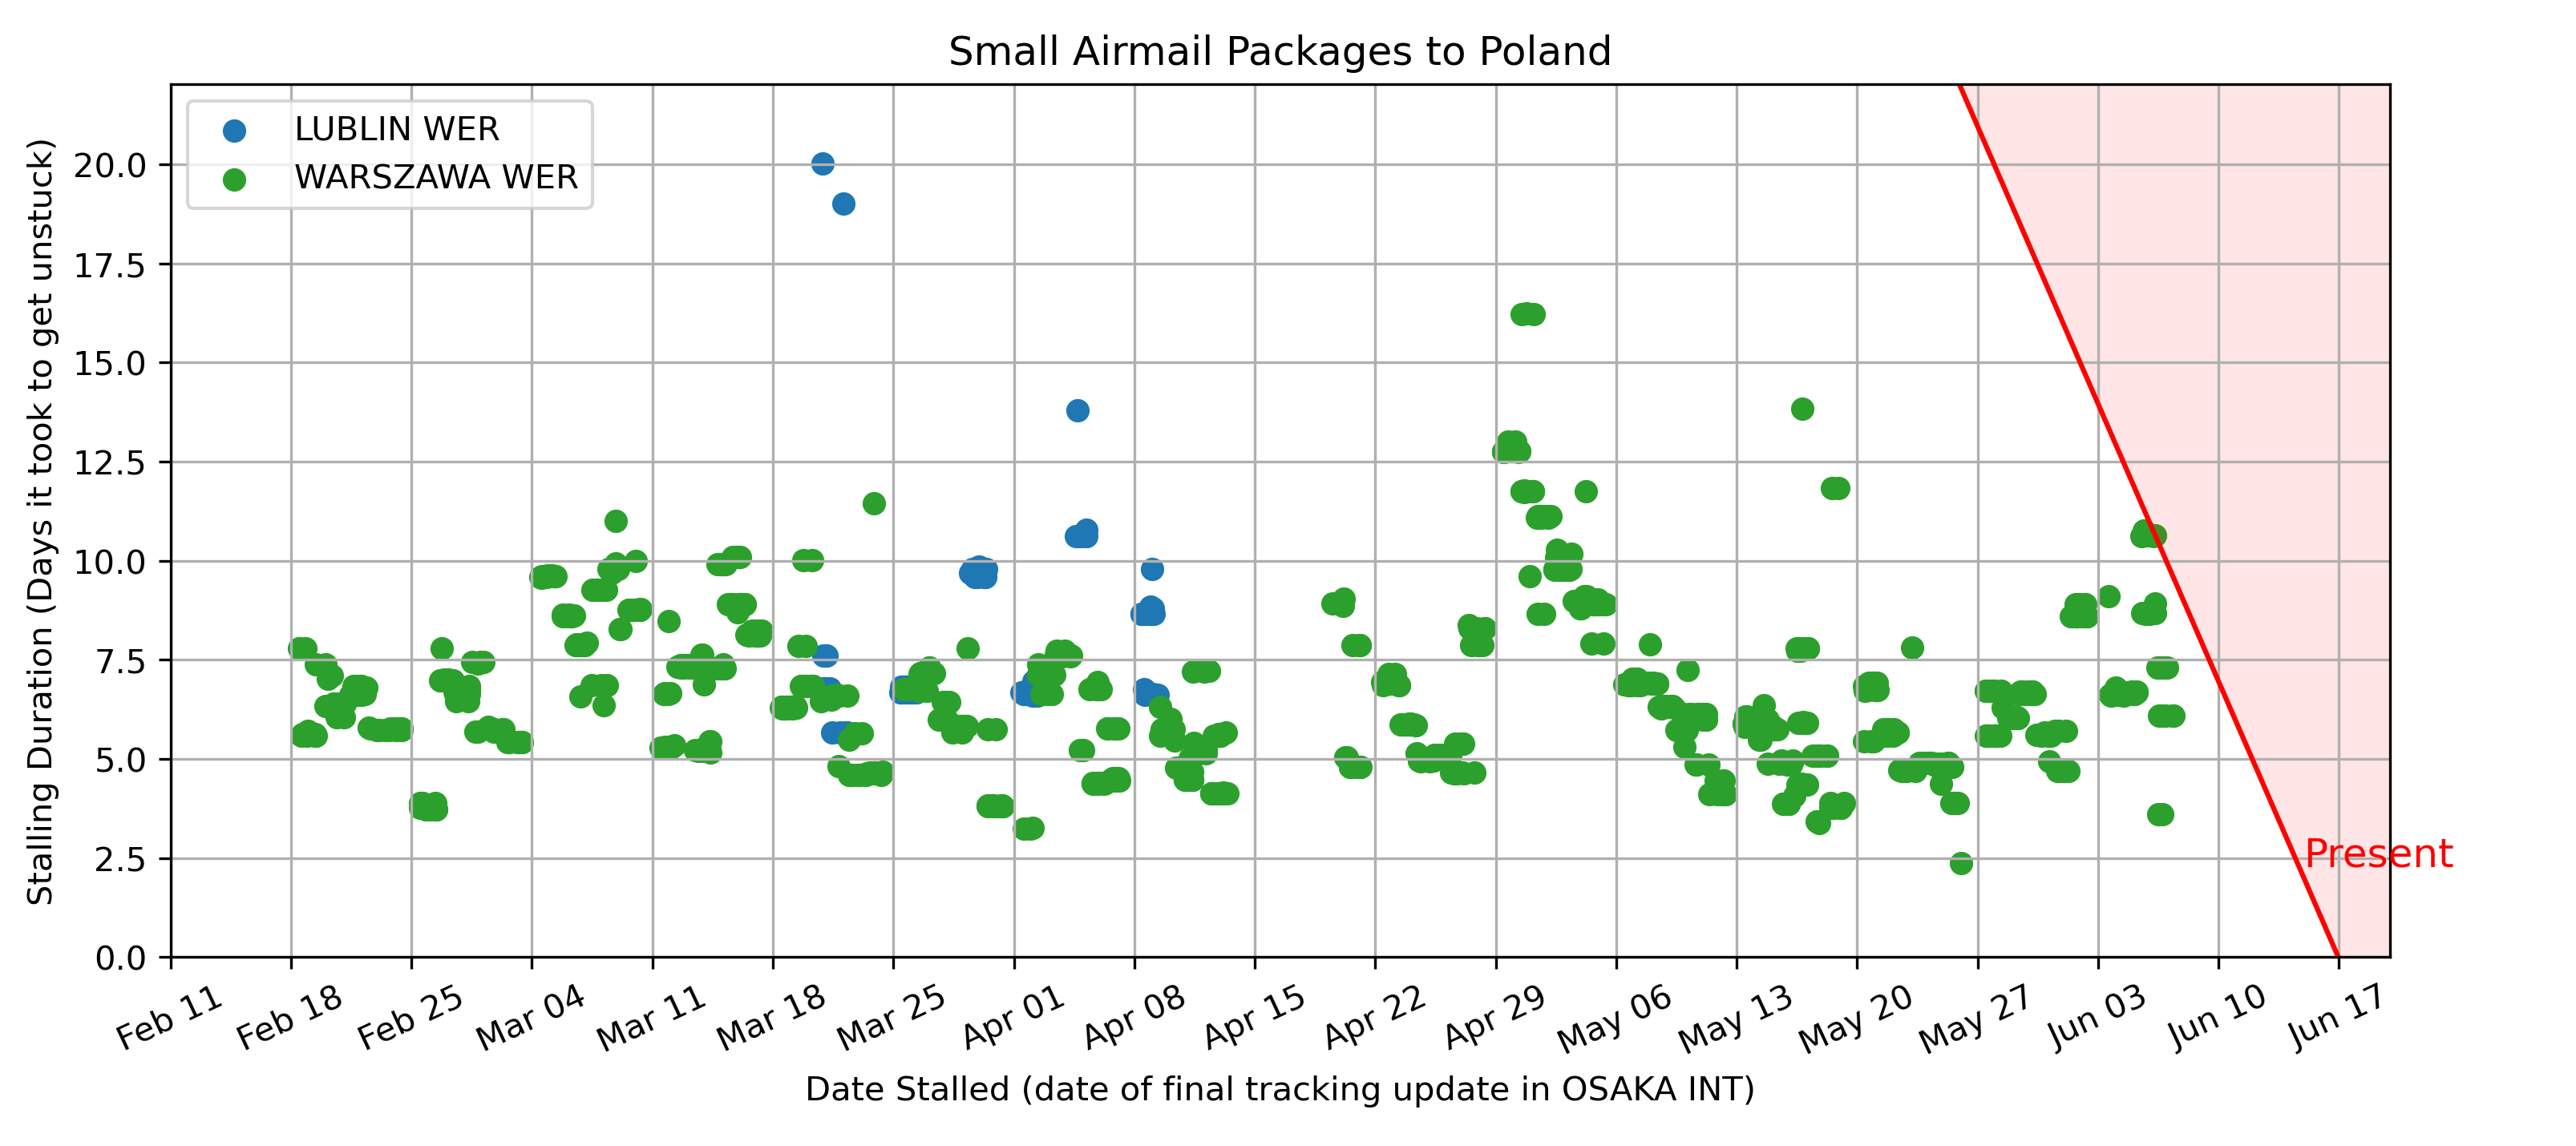 Small Airmail Packages to Poland
LUBLIN WER
WARSZAWA WER
Stalling Duration (Days it took to get unstuck)
20.0
17.5
15.0
12.5
10.0
7.5
5.0
2.5
0.0
Present
Feb 11 Feb 18 Feb 25 Mar 04 Mar 11 Mar 18 Mar 25 Apr 01 Apr 08 Apr 15 Apr 22 Apr 29 May 06 May 13 May 20 May 27 Jun 03 Jun 10 Jun 17
Date Stalled (date of final tracking update in OSAKA INT)